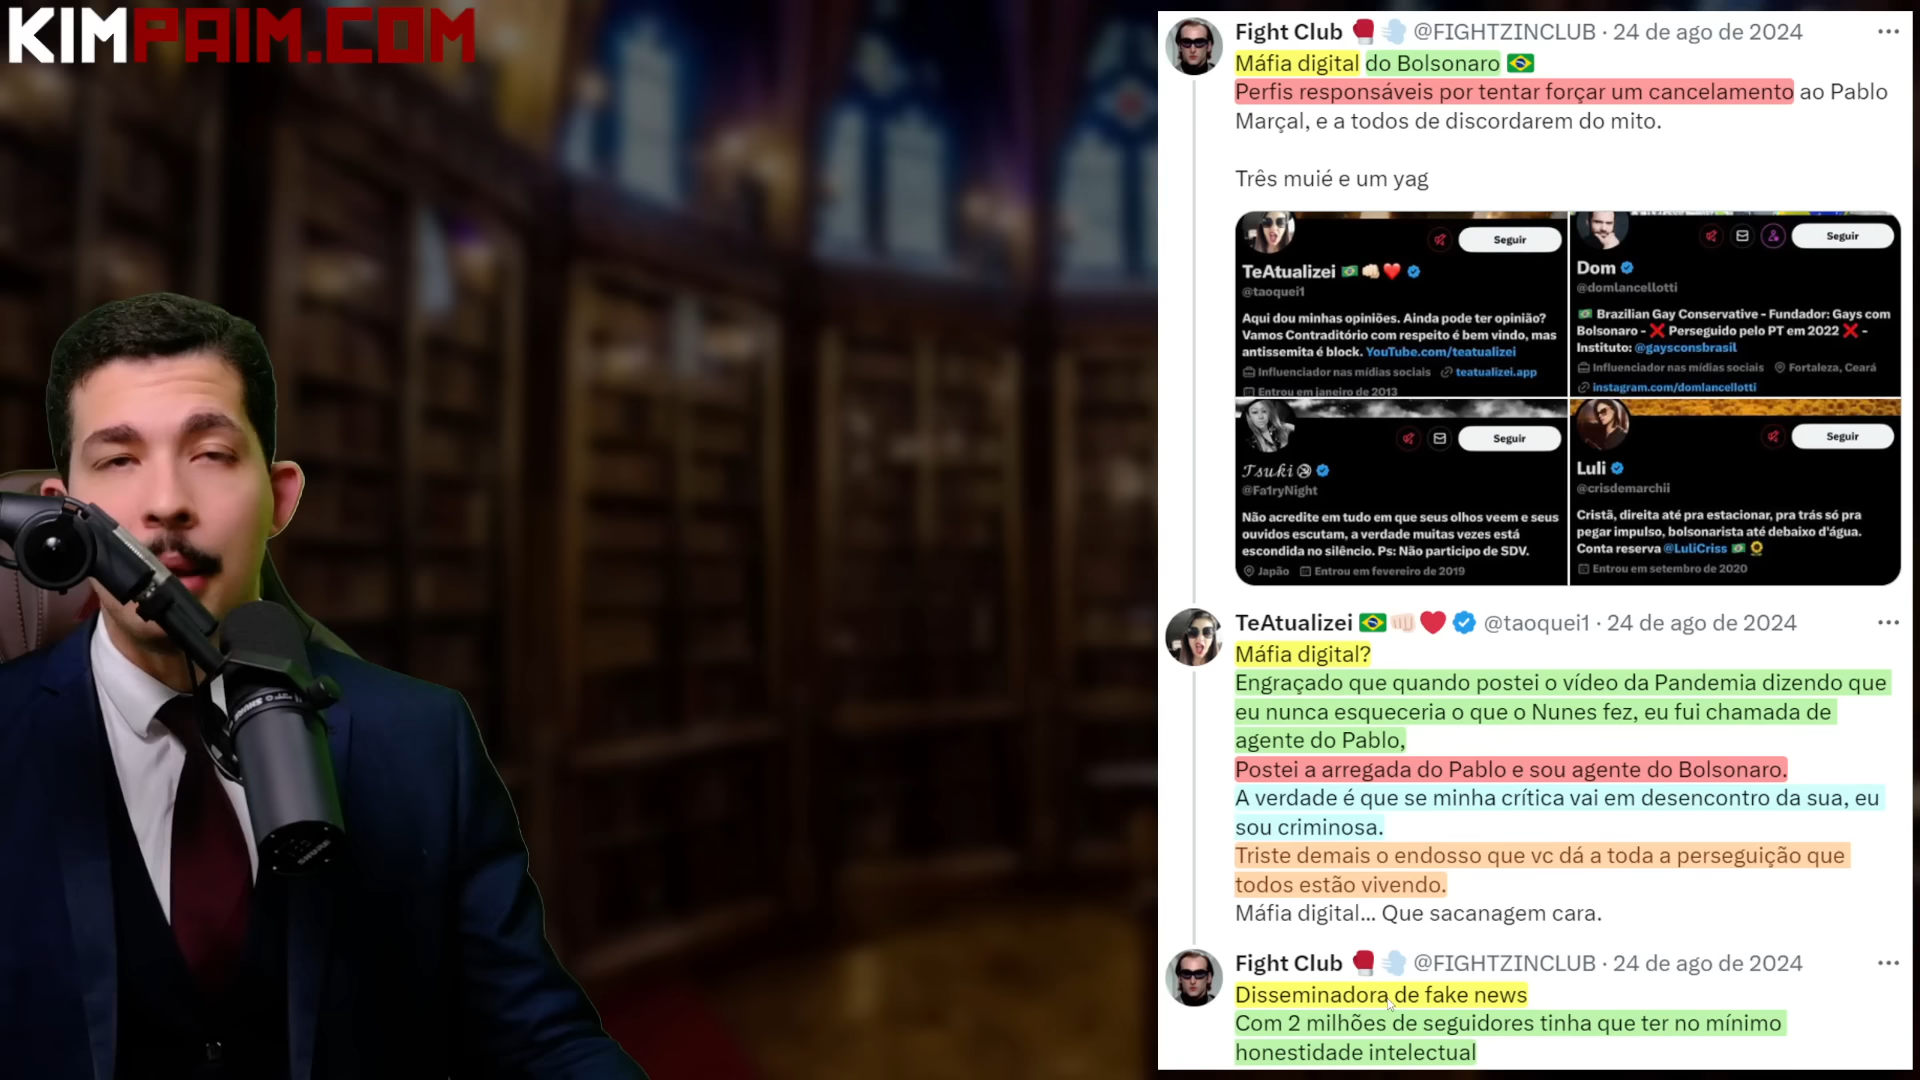 KIMPAIM.COM
Fight Club 🥊💨 @FIGHTZINCLUB · 24 de ago de 2024
Máfia digital do Bolsonaro 🇧🇷
Perfis responsáveis por tentar forçar um cancelamento ao Pablo
Marçal, e a todos de discordarem do mito.
Três muié e um yag
Seguir
TeAtualizei 🇧🇷👊🏻❤️
@taoquei1
Aqui dou minhas opiniões. Ainda pode ter opinião?
Vamos Contraditório com respeito é bem vindo, mas
antissemita é block. YouTube.com/teatualizei
Influenciador nas mídias sociais teatualizei.app
Entrou em janeiro de 2013
Seguir
Dom
@domlancellotti
🇧🇷 Brazilian Gay Conservative - Fundador: Gays com
Bolsonaro - ❌ Perseguido pelo PT em 2022 ❌ -
Instituto: @gaysconsbrasil
Influenciador nas mídias sociais Fortaleza, Ceará
instagram.com/domlancellotti
Seguir
Tsuki
@Fa1ryNight
Não acredite em tudo em que seus olhos veem e seus
ouvidos escutam, a verdade muitas vezes está
escondida no silêncio. Ps: Não participo de SDV.
Japão Entrou em fevereiro de 2019
Seguir
Luli
@crisdemarchii
Cristã, direita até pra estacionar, pra trás só pra
pegar impulso, bolsonarista até debaixo d'água.
Conta reserva @LuliCriss 🇧🇷 🌻
Entrou em setembro de 2020
TeAtualizei 🇧🇷👊🏻❤️ @taoquei1 · 24 de ago de 2024
Máfia digital?
Engraçado que quando postei o vídeo da Pandemia dizendo que
eu nunca esqueceria o que o Nunes fez, eu fui chamada de
agente do Pablo,
Postei a arregada do Pablo e sou agente do Bolsonaro.
A verdade é que se minha crítica vai em desencontro da sua, eu
sou criminosa.
Triste demais o endosso que vc dá a toda a perseguição que
todos estão vivendo.
Máfia digital... Que sacanagem cara.
Fight Club 🥊💨 @FIGHTZINCLUB · 24 de ago de 2024
Disseminadora de fake news
Com 2 milhões de seguidores tinha que ter no mínimo
honestidade intelectual